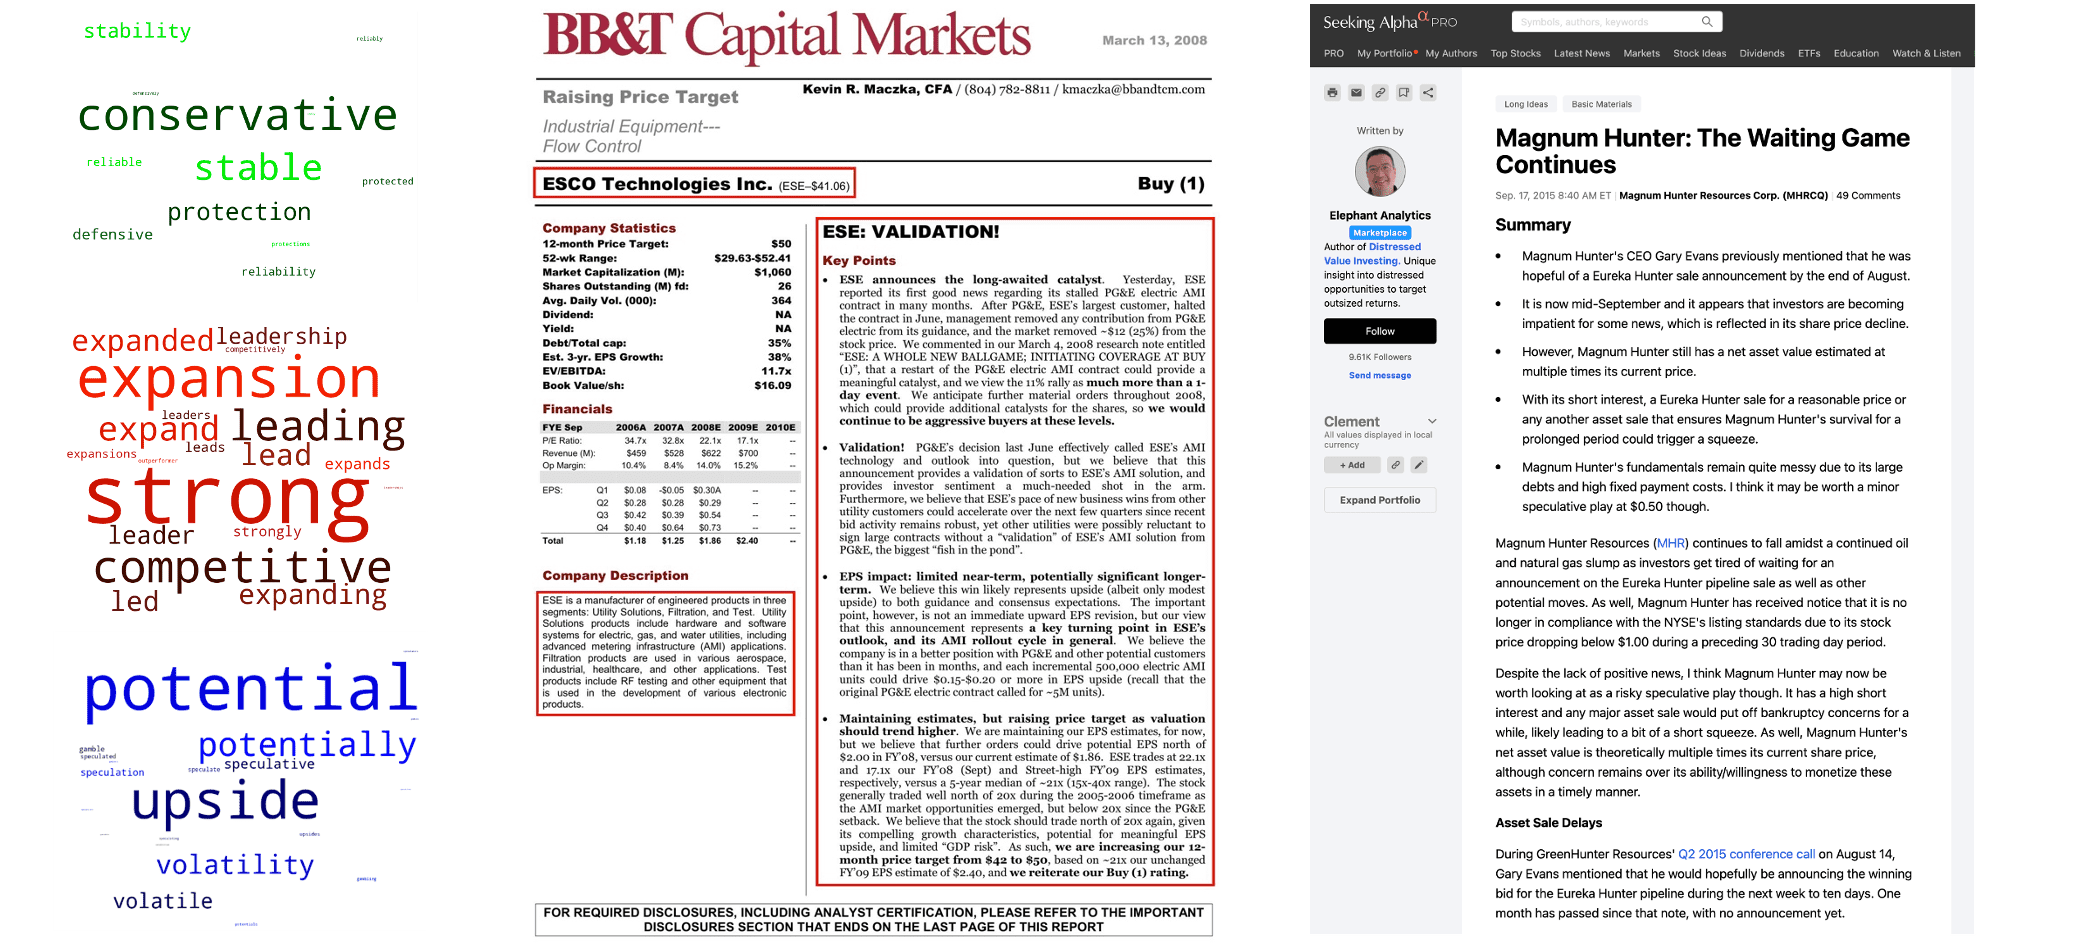 stability
reliably
defensively
conservative
reliable
stable
protected
protection
defensive
protections
reliability
expanded
leadership
competitively
expansion
leaders
expand
leading
leads
expansions
lead
outperformer
expands
strong
leader
strongly
competitive
led
expanding
potential
potentially
gamble
speculated
speculation
speculate
speculative
upside
upsides
volatility
gambling
volatile
potentials
BB&T Capital Markets
March 13, 2008
Raising Price Target
Kevin R. Maczka, CFA / (804) 782-8811 / kmaczka@bbandtcm.com
Industrial Equipment---
Flow Control
ESCO Technologies Inc. (ESE–$41.06)
Buy (1)
Company Statistics
12-month Price Target: $50
52-wk Range: $29.63-$52.41
Market Capitalization (M): $1,060
Shares Outstanding (M) fd: 26
Avg. Daily Vol. (000): 364
Dividend: NA
Yield: NA
Debt/Total cap: 35%
Est. 3-yr. EPS Growth: 38%
EV/EBITDA: 11.7x
Book Value/sh: $16.09
Financials
FYE Sep 2006A 2007A 2008E 2009E 2010E
P/E Ratio: 34.7x 32.8x 22.1x 17.1x --
Revenue (M): $459 $528 $622 $700 --
Op Margin: 10.4% 8.4% 14.0% 15.2% --
EPS: Q1 $0.08 -$0.05 $0.30A -- --
Q2 $0.28 $0.28 $0.29 -- --
Q3 $0.42 $0.39 $0.54 -- --
Q4 $0.40 $0.64 $0.73 -- --
Total $1.18 $1.25 $1.86 $2.40 --
Company Description
ESE is a manufacturer of engineered products in three
segments: Utility Solutions, Filtration, and Test. Utility
Solutions products include hardware and software
systems for electric, gas, and water utilities, including
advanced metering infrastructure (AMI) applications.
Filtration products are used in various aerospace,
industrial, healthcare, and other applications. Test
products include RF testing and other equipment that
is used in the development of various electronic
products.
ESE: VALIDATION!
Key Points
• ESE announces the long-awaited catalyst. Yesterday, ESE
reported its first good news regarding its stalled PG&E electric AMI
contract in many months. After PG&E, ESE's largest customer, halted
the contract in June, management removed any contribution from PG&E
electric from its guidance, and the market removed ~$12 (25%) from the
stock price. We commented in our March 4, 2008 research note entitled
"ESE: A WHOLE NEW BALLGAME; INITIATING COVERAGE AT BUY
(1)", that a restart of the PG&E electric AMI contract could provide a
meaningful catalyst, and we view the 11% rally as much more than a 1-
day event. We anticipate further material orders throughout 2008,
which could provide additional catalysts for the shares, so we would
continue to be aggressive buyers at these levels.
• Validation! PG&E's decision last June effectively called ESE's AMI
technology and outlook into question, but we believe that this
announcement provides a validation of sorts to ESE's AMI solution, and
provides investor sentiment a much-needed shot in the arm.
Furthermore, we believe that ESE's pace of new business wins from other
utility customers could accelerate over the next few quarters since recent
bid activity remains robust, yet other utilities were possibly reluctant to
sign large contracts without a "validation" of ESE's AMI solution from
PG&E, the biggest "fish in the pond".
• EPS impact: limited near-term, potentially significant longer-
term. We believe this win likely represents upside (albeit only modest
upside) to both guidance and consensus expectations. The important
point, however, is not an immediate upward EPS revision, but our view
that this announcement represents a key turning point in ESE's
outlook, and its AMI rollout cycle in general. We believe the
company is in a better position with PG&E and other potential customers
than it has been in months, and each incremental 500,000 electric AMI
units could drive $0.15-$0.20 or more in EPS upside (recall that the
original PG&E electric contract called for ~5M units).
• Maintaining estimates, but raising price target as valuation
should trend higher. We are maintaining our EPS estimates, for now,
but we believe that further orders could drive potential EPS north of
$2.00 in FY'08, versus our current estimate of $1.86. ESE trades at 22.1x
and 17.1x our FY'08 (Sept) and Street-high FY'09 EPS estimates,
respectively, versus a 5-year median of ~21x (15x-40x range). The stock
generally traded well north of 20x during the 2005-2006 timeframe as
the AMI market opportunities emerged, but below 20x since the PG&E
setback. We believe that the stock should trade north of 20x again, given
its compelling growth characteristics, potential for meaningful EPS
upside, and limited "GDP risk". As such, we are increasing our 12-
month price target from $42 to $50, based on ~21x our unchanged
FY'09 EPS estimate of $2.40, and we reiterate our Buy (1) rating.
FOR REQUIRED DISCLOSURES, INCLUDING ANALYST CERTIFICATION, PLEASE REFER TO THE IMPORTANT
DISCLOSURES SECTION THAT ENDS ON THE LAST PAGE OF THIS REPORT
Seeking Alpha α PRO
Symbols, authors, keywords
PRO My Portfolio My Authors Top Stocks Latest News Markets Stock Ideas Dividends ETFs Education Watch & Listen
Written by
Elephant Analytics
Marketplace
Author of Distressed
Value Investing. Unique
insight into distressed
opportunities to target
outsized returns.
Follow
9.61K Followers
Send message
Clement
All values displayed in local
currency
+ Add
Expand Portfolio
Long Ideas Basic Materials
Magnum Hunter: The Waiting Game
Continues
Sep. 17, 2015 8:40 AM ET | Magnum Hunter Resources Corp. (MHRCQ) | 49 Comments
Summary
• Magnum Hunter's CEO Gary Evans previously mentioned that he was
hopeful of a Eureka Hunter sale announcement by the end of August.
• It is now mid-September and it appears that investors are becoming
impatient for some news, which is reflected in its share price decline.
• However, Magnum Hunter still has a net asset value estimated at
multiple times its current price.
• With its short interest, a Eureka Hunter sale for a reasonable price or
any another asset sale that ensures Magnum Hunter's survival for a
prolonged period could trigger a squeeze.
• Magnum Hunter's fundamentals remain quite messy due to its large
debts and high fixed payment costs. I think it may be worth a minor
speculative play at $0.50 though.
Magnum Hunter Resources (MHR) continues to fall amidst a continued oil
and natural gas slump as investors get tired of waiting for an
announcement on the Eureka Hunter pipeline sale as well as other
potential moves. As well, Magnum Hunter has received notice that it is no
longer in compliance with the NYSE's listing standards due to its stock
price dropping below $1.00 during a preceding 30 trading day period.
Despite the lack of positive news, I think Magnum Hunter may now be
worth looking at as a risky speculative play though. It has a high short
interest and any major asset sale would put off bankruptcy concerns for a
while, likely leading to a bit of a short squeeze. As well, Magnum Hunter's
net asset value is theoretically multiple times its current share price,
although concern remains over its ability/willingness to monetize these
assets in a timely manner.
Asset Sale Delays
During GreenHunter Resources' Q2 2015 conference call on August 14,
Gary Evans mentioned that he would hopefully be announcing the winning
bid for the Eureka Hunter pipeline during the next week to ten days. One
month has passed since that note, with no announcement yet.